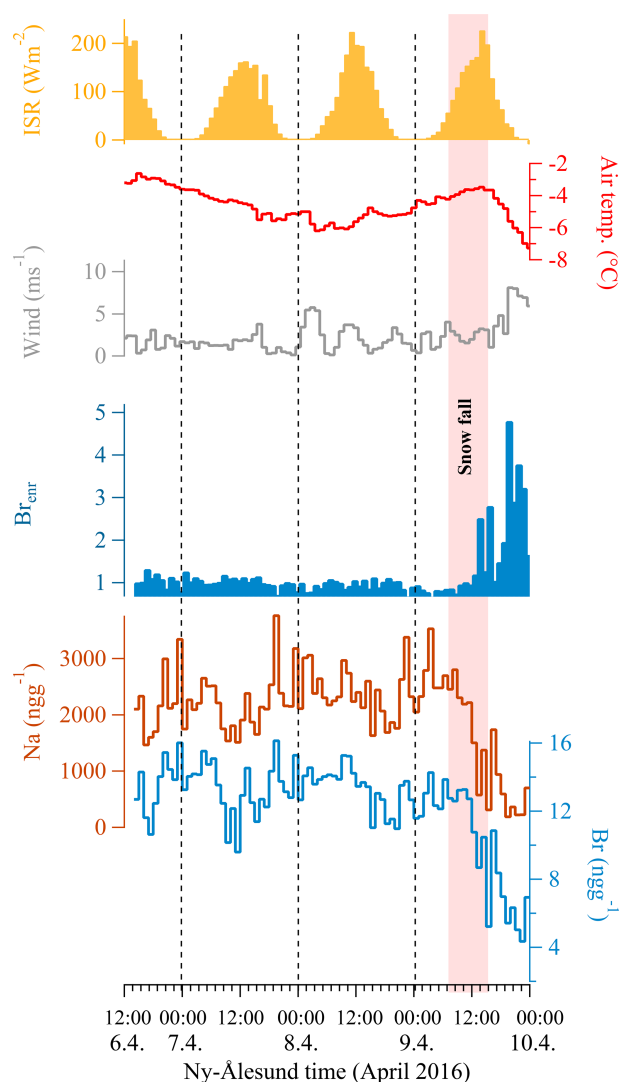 ISR (Wm⁻²)
200
100
0
Air temp. (°C)
-2
-4
-6
-8
Wind (ms⁻¹)
10
5
0
Br_enr
5
4
3
2
1
Snow fall
Na (ngg⁻¹)
3000
2000
1000
0
Br (ngg⁻¹)
16
12
8
4
12:00 00:00 12:00 00:00 12:00 00:00 12:00 00:00
6.4. 7.4. 8.4. 9.4. 10.4.
Ny-Ålesund time (April 2016)